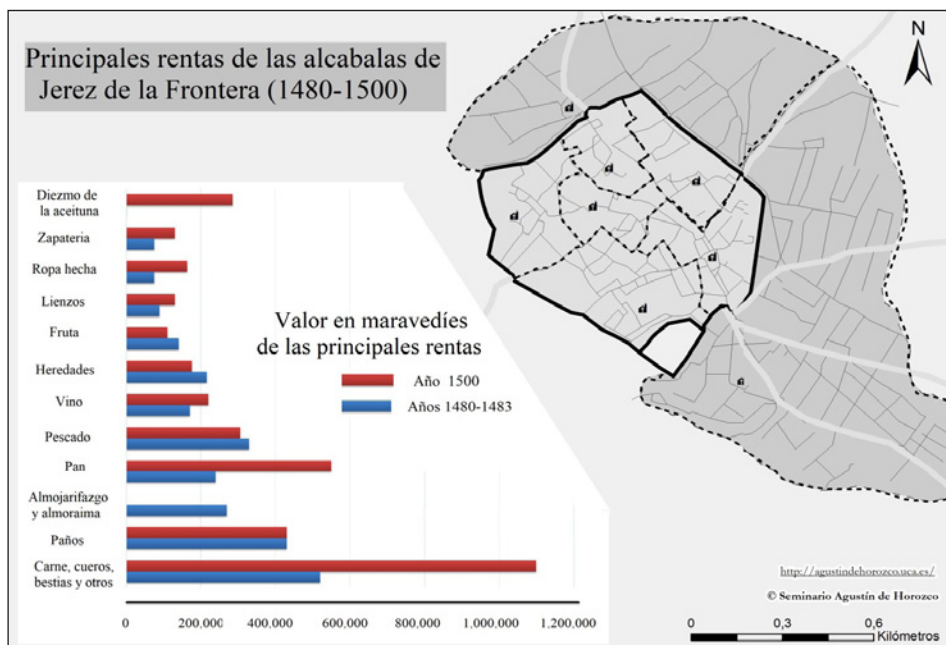 Principales rentas de las alcabalas de
Jerez de la Frontera (1480-1500)
N
Diezmo de
la aceituna
Zapateria
Ropa hecha
Lienzos
Fruta
Heredades
Vino
Pescado
Pan
Almojarifazgo
y almoraima
Paños
Carne, cueros,
bestias y otros
Valor en maravedíes
de las principales rentas
Año 1500
Años 1480-1483
0
200,000
400,000
600,000
800,000
1,000,000
1,200,000
http://agustindehorozco.uca.es/
© Seminario Agustín de Horozco
0 0,3 0,6
Kilómetros